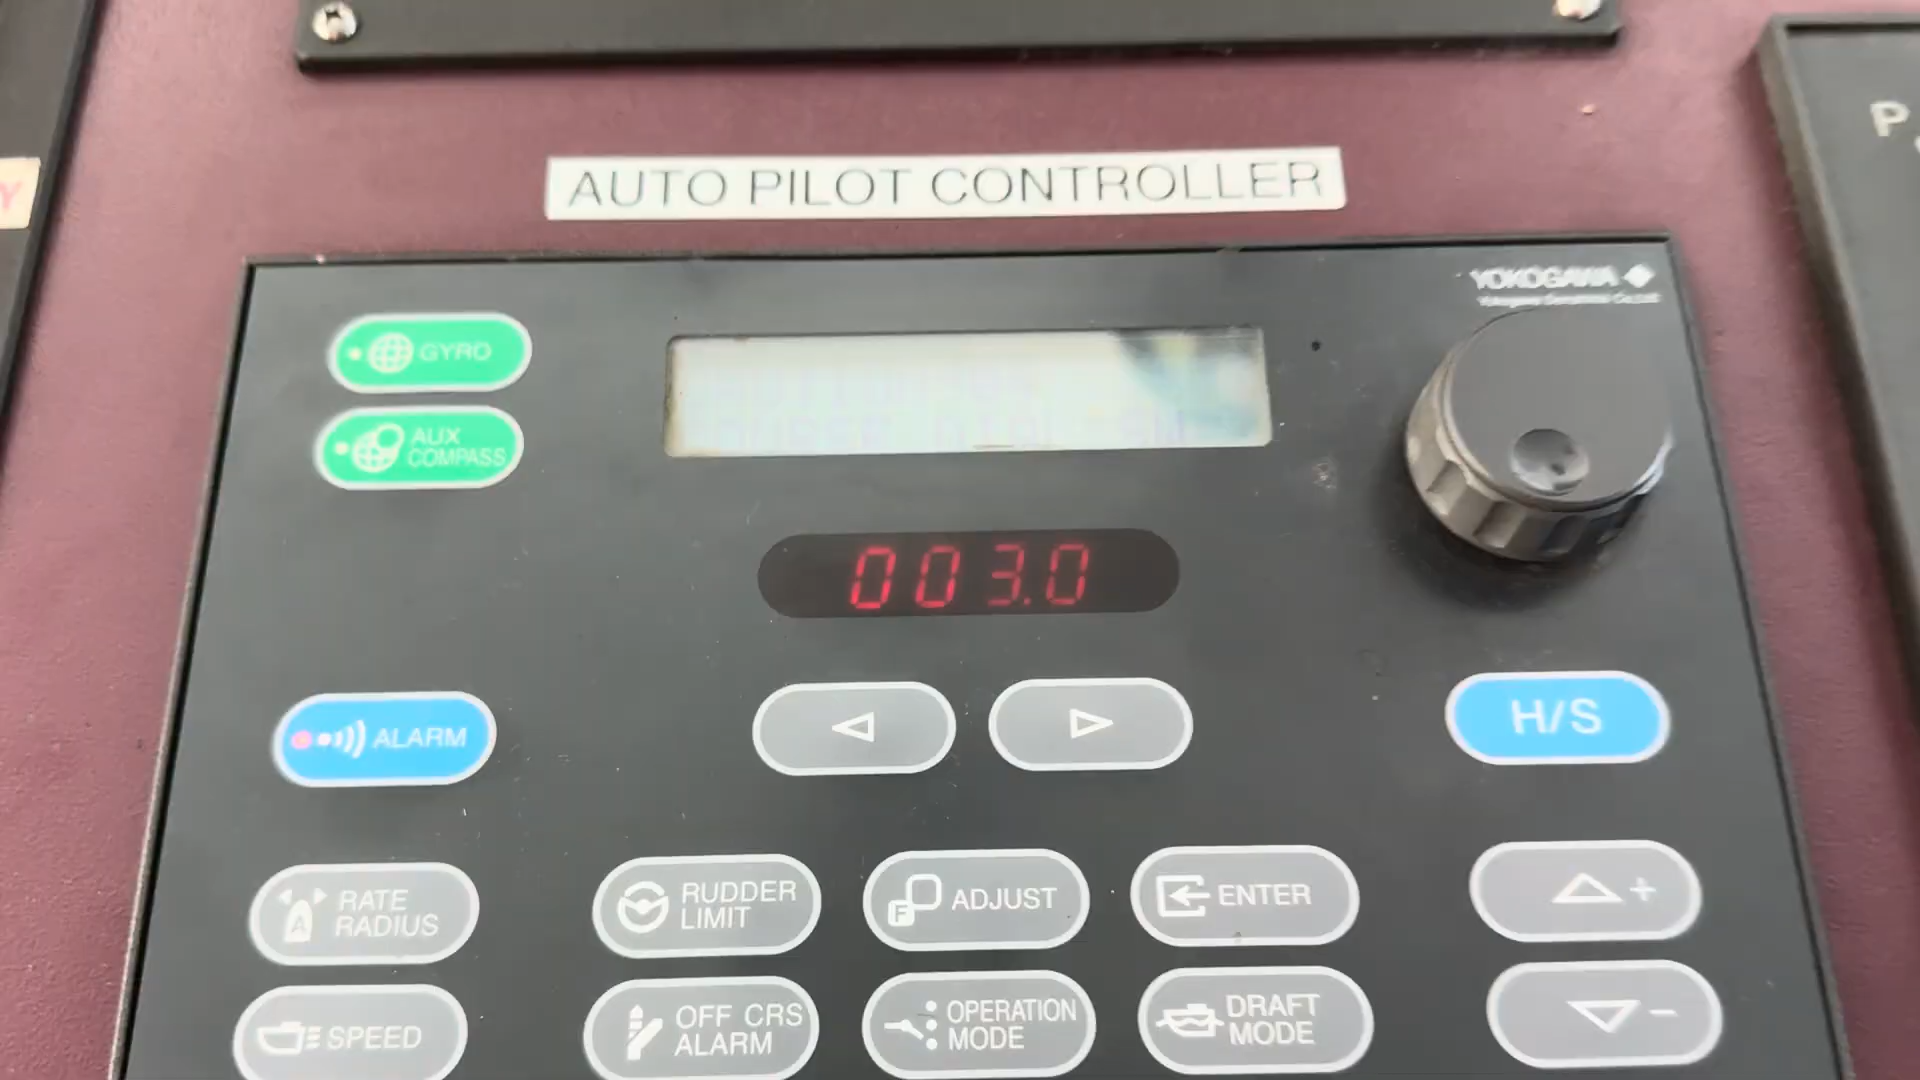 P
Y
AUTO PILOT CONTROLLER
YOKOGAWA
GYRO
AUX
COMPASS
003.0
ALARM
H/S
RATE
RADIUS
RUDDER
LIMIT
F
ADJUST
ENTER
+
A
SPEED
OFF CRS
ALARM
OPERATION
MODE
DRAFT
MODE
-